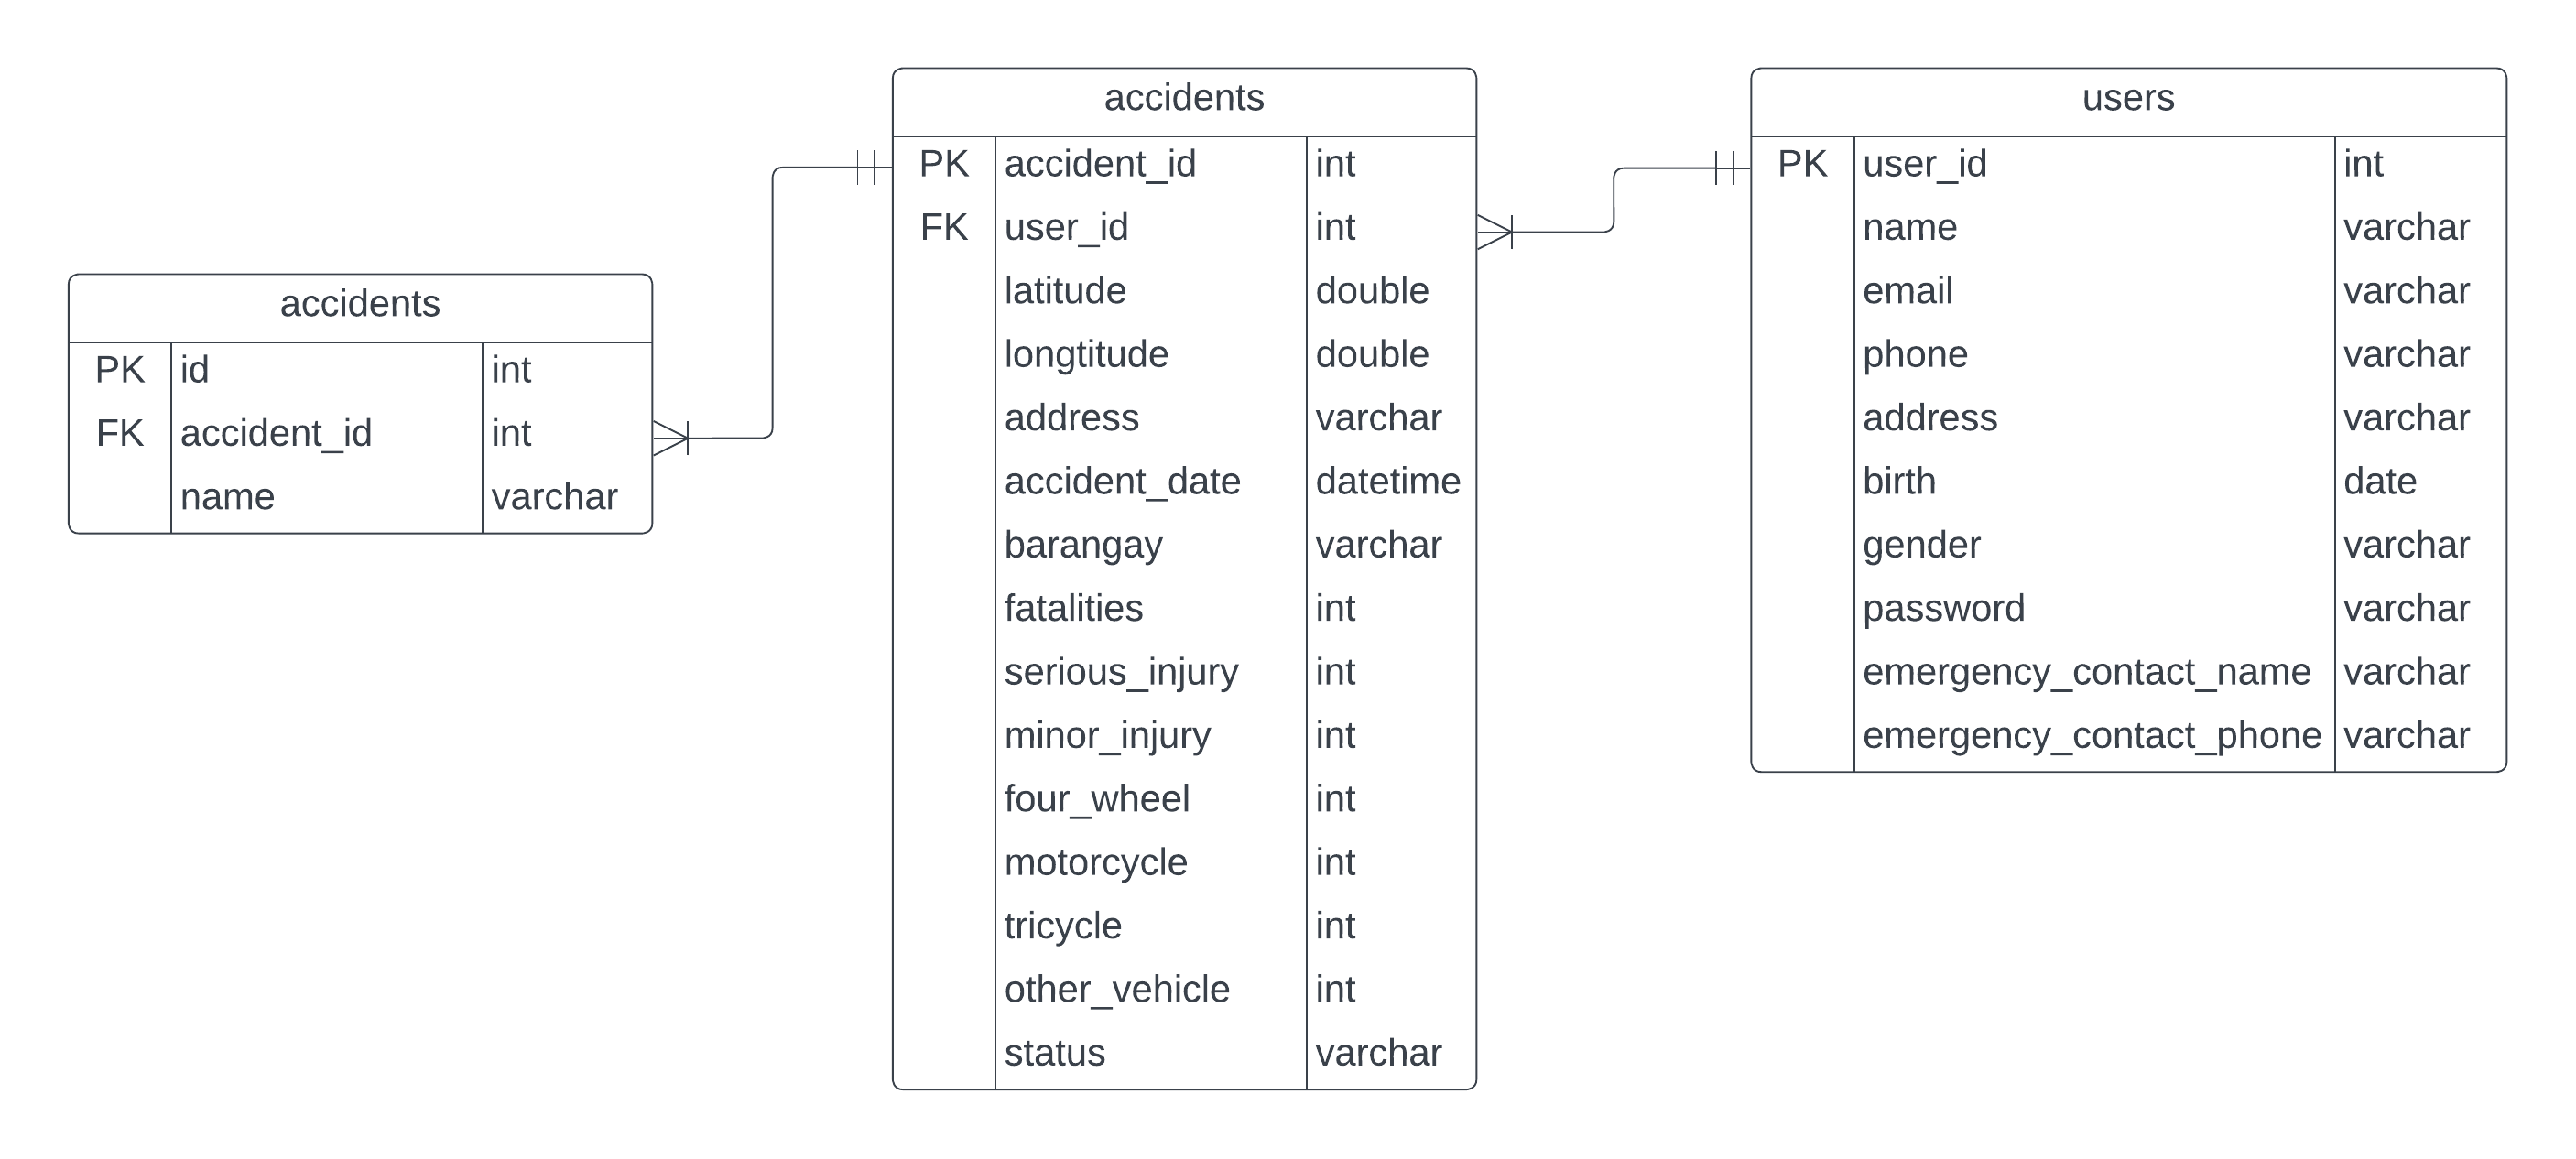 accidents
PK id int
FK accident_id int
name varchar
accidents
PK accident_id int
FK user_id int
latitude double
longtitude double
address varchar
accident_date datetime
barangay varchar
fatalities int
serious_injury int
minor_injury int
four_wheel int
motorcycle int
tricycle int
other_vehicle int
status varchar
users
PK user_id int
name varchar
email varchar
phone varchar
address varchar
birth date
gender varchar
password varchar
emergency_contact_name varchar
emergency_contact_phone varchar